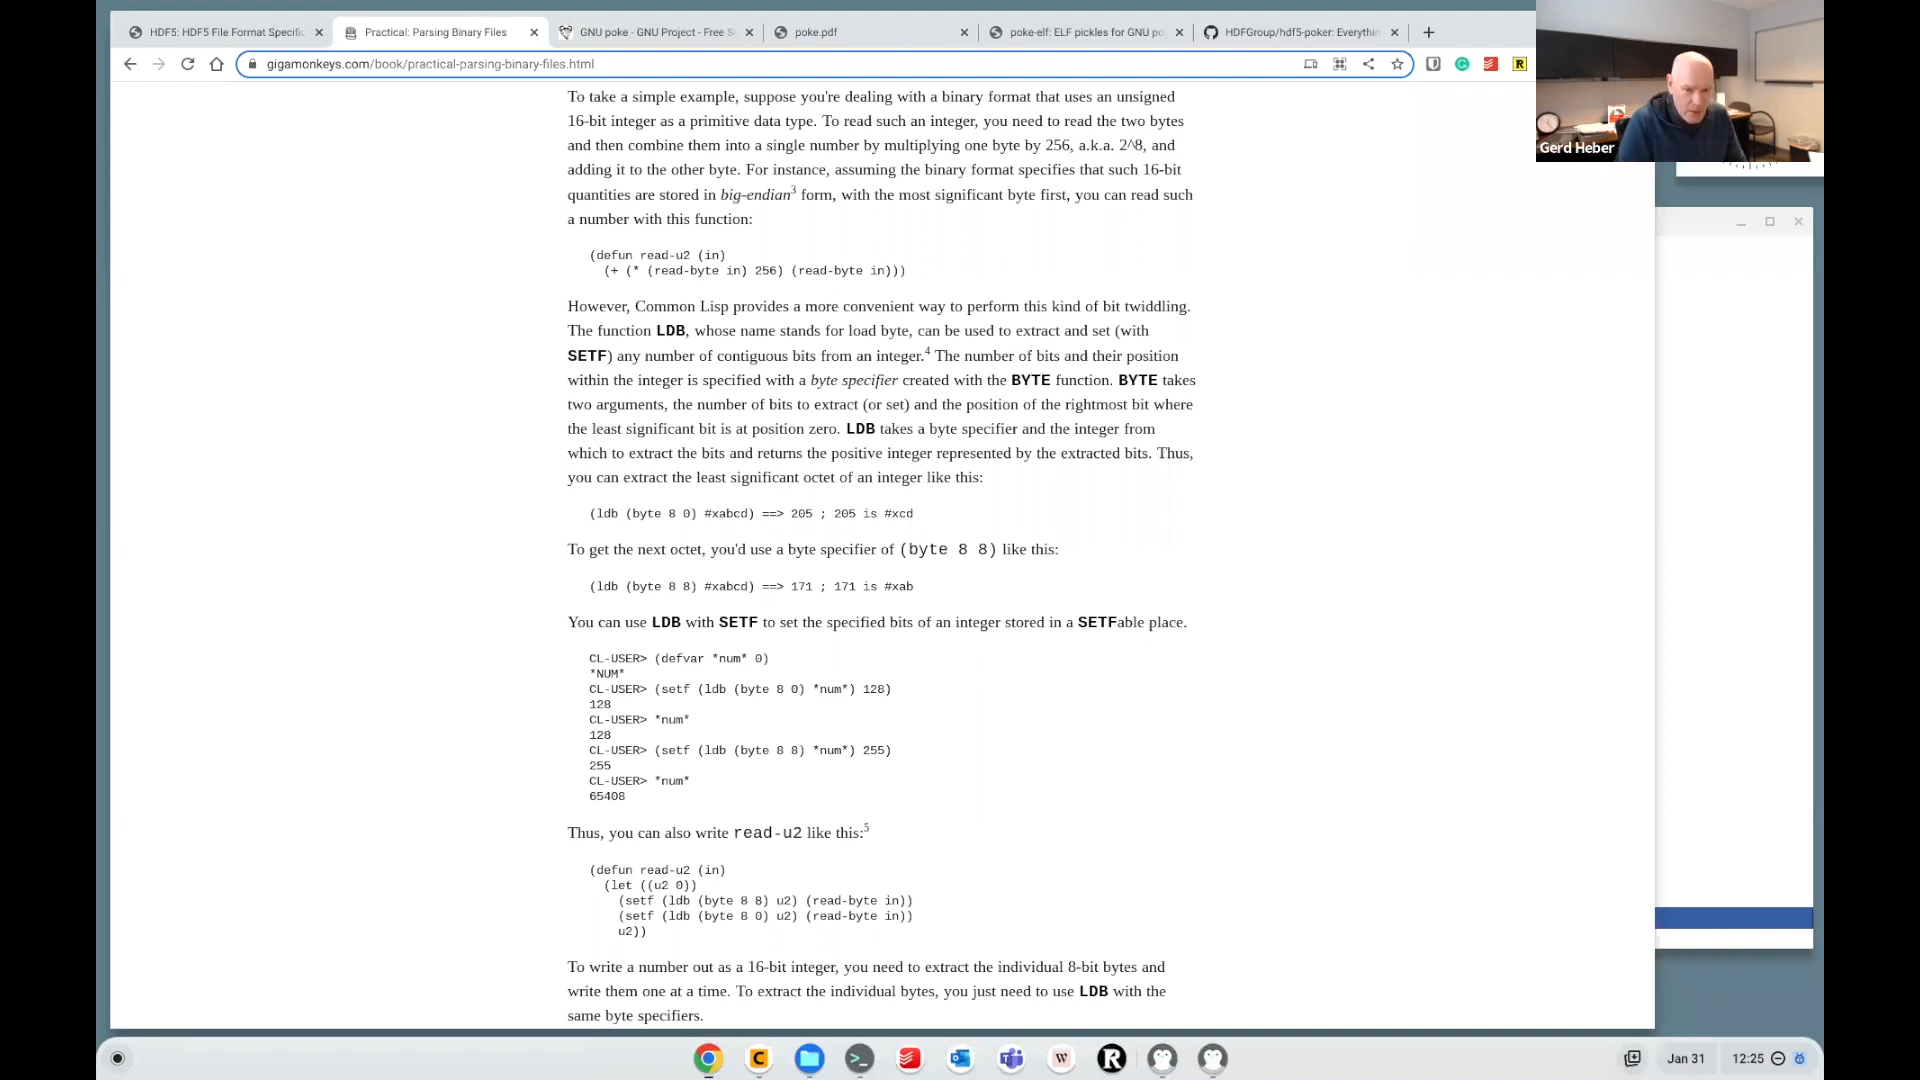 HDF5: HDF5 File Format Specific
Practical: Parsing Binary Files
GNU poke - GNU Project - Free S
poke.pdf
poke-elf: ELF pickles for GNU po
HDFGroup/hdf5-poker: Everythin
gigamonkeys.com/book/practical-parsing-binary-files.html
Gerd Heber
To take a simple example, suppose you're dealing with a binary format that uses an unsigned
16-bit integer as a primitive data type. To read such an integer, you need to read the two bytes
and then combine them into a single number by multiplying one byte by 256, a.k.a. 2^8, and
adding it to the other byte. For instance, assuming the binary format specifies that such 16-bit
quantities are stored in big-endian3 form, with the most significant byte first, you can read such
a number with this function:
(defun read-u2 (in)
(+ (* (read-byte in) 256) (read-byte in)))
However, Common Lisp provides a more convenient way to perform this kind of bit twiddling.
The function LDB, whose name stands for load byte, can be used to extract and set (with
SETF) any number of contiguous bits from an integer.4 The number of bits and their position
within the integer is specified with a byte specifier created with the BYTE function. BYTE takes
two arguments, the number of bits to extract (or set) and the position of the rightmost bit where
the least significant bit is at position zero. LDB takes a byte specifier and the integer from
which to extract the bits and returns the positive integer represented by the extracted bits. Thus,
you can extract the least significant octet of an integer like this:
(ldb (byte 8 0) #xabcd) ==> 205 ; 205 is #xcd
To get the next octet, you'd use a byte specifier of (byte 8 8) like this:
(ldb (byte 8 8) #xabcd) ==> 171 ; 171 is #xab
You can use LDB with SETF to set the specified bits of an integer stored in a SETFable place.
CL-USER> (defvar *num* 0)
*NUM*
CL-USER> (setf (ldb (byte 8 0) *num*) 128)
128
CL-USER> *num*
128
CL-USER> (setf (ldb (byte 8 8) *num*) 255)
255
CL-USER> *num*
65408
Thus, you can also write read-u2 like this:5
(defun read-u2 (in)
(let ((u2 0))
(setf (ldb (byte 8 8) u2) (read-byte in))
(setf (ldb (byte 8 0) u2) (read-byte in))
u2))
To write a number out as a 16-bit integer, you need to extract the individual 8-bit bytes and
write them one at a time. To extract the individual bytes, you just need to use LDB with the
same byte specifiers.
Jan 31
12:25